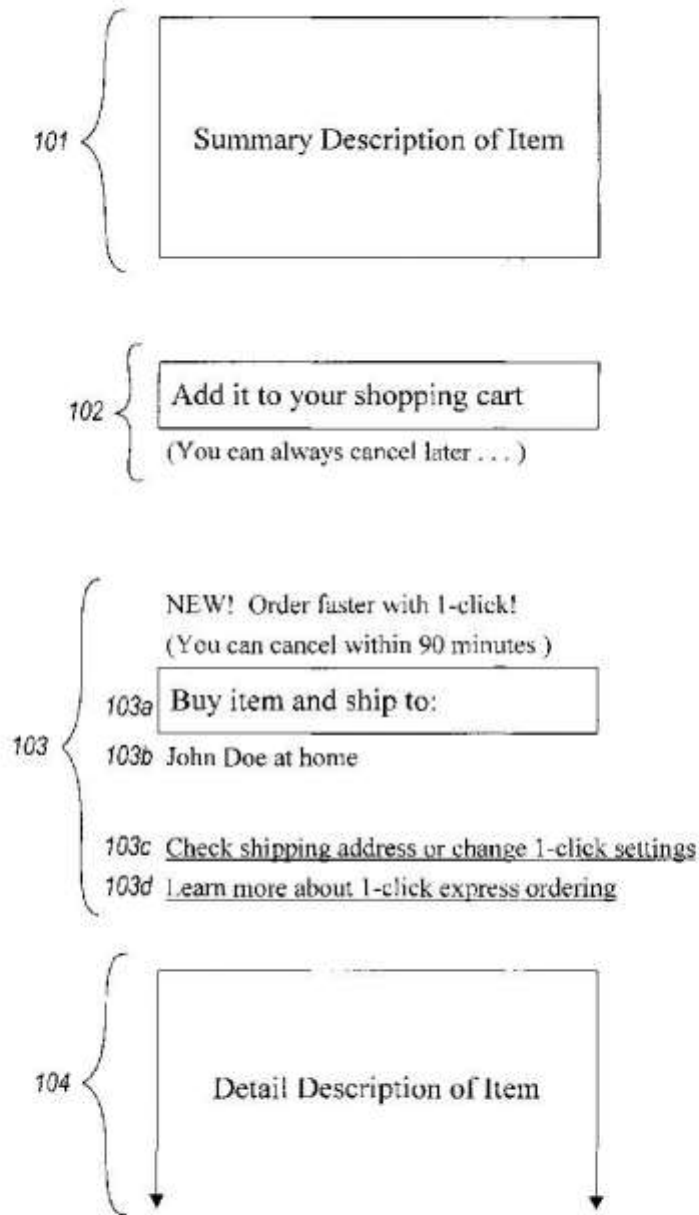 101
Summary Description of Item
102
Add it to your shopping cart
(You can always cancel later . . . )
103
NEW! Order faster with 1-click!
(You can cancel within 90 minutes )
103a Buy item and ship to:
103b John Doe at home
103c Check shipping address or change 1-click settings
103d Learn more about 1-click express ordering
104
Detail Description of Item